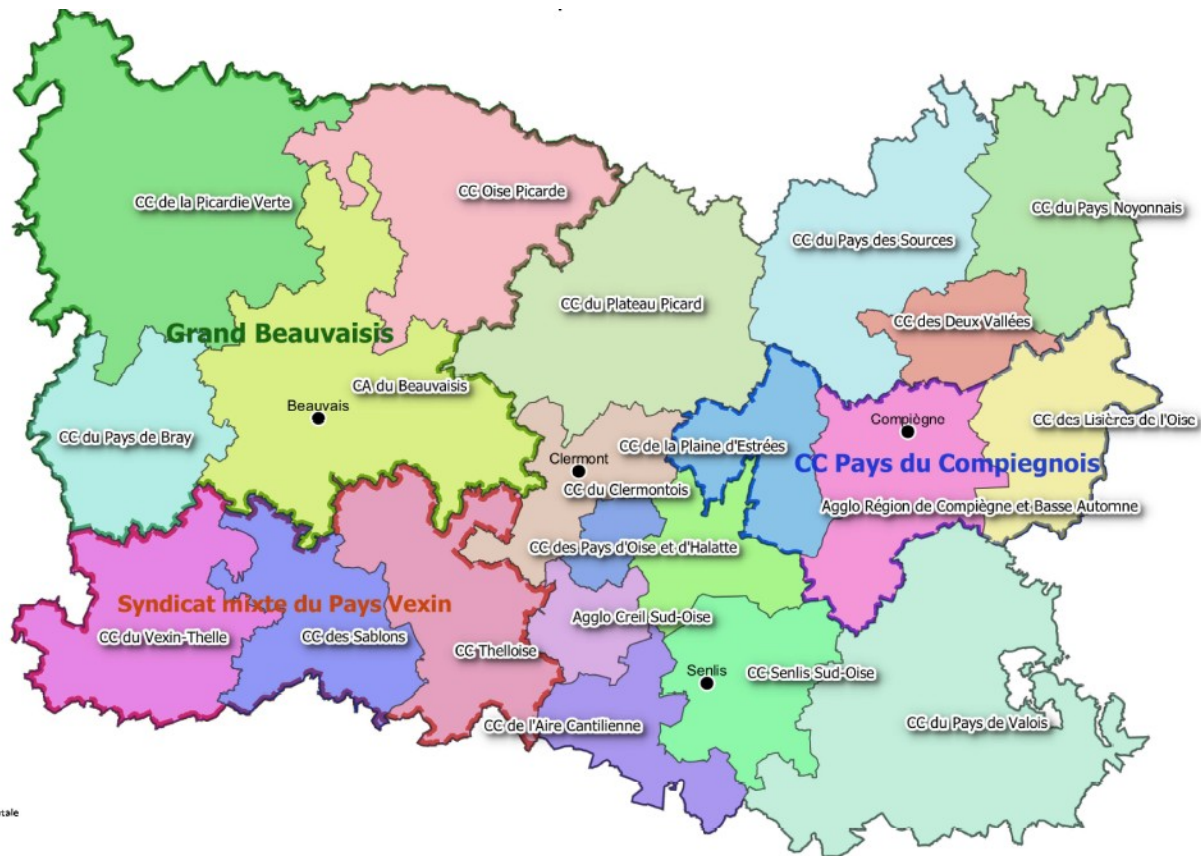 CC de la Picardie Verte
CC Oise Picarde
CC du Pays Noyonnais
CC du Pays des Sources
CC du Plateau Picard
CC des Deux Vallées
Grand Beauvaisis
CA du Beauvaisis
Beauvais
CC du Pays de Bray
Compiègne
CC des Lisières de l'Oise
CC de la Plaine d'Estrées
Clermont
CC Pays du Compiegnois
CC du Clermontois
Agglo Région de Compiègne et Basse Automne
CC des Pays d'Oise et d'Halatte
Syndicat mixte du Pays Vexin
Agglo Creil Sud-Oise
CC du Vexin-Thelle
CC des Sablons
CC Thelloise
Senlis
CC Senlis Sud-Oise
CC de l'Aire Cantilienne
CC du Pays de Valois